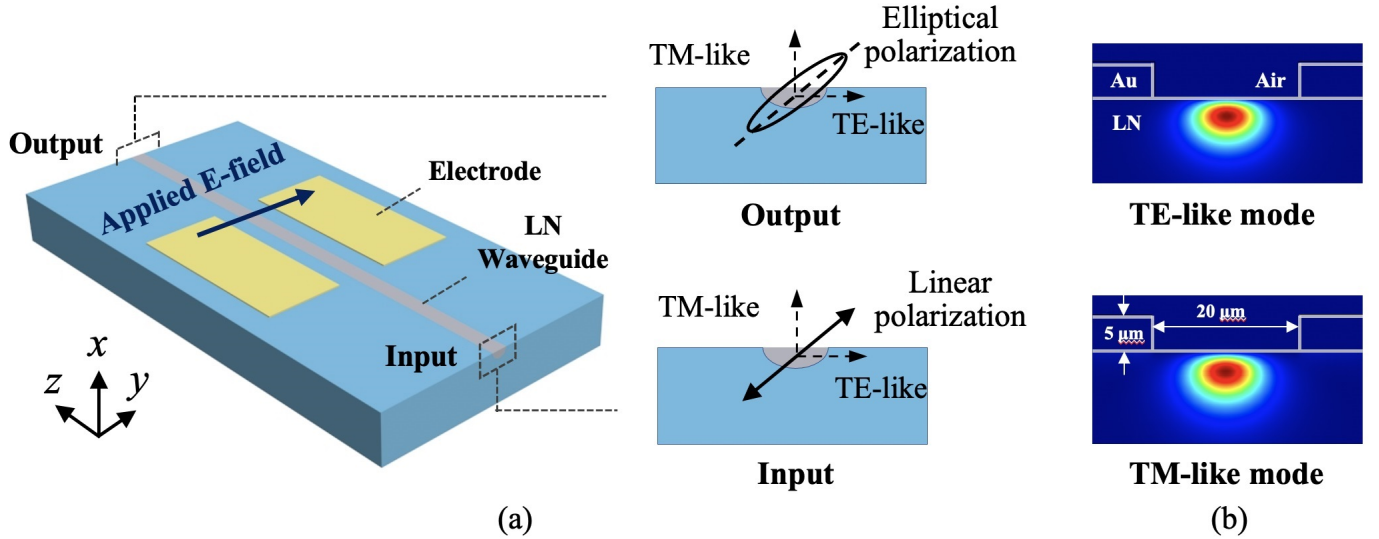 Output
Applied E-field
Electrode
LN
Waveguide
Input
x
z
y
(a)
TM-like
Elliptical
polarization
TE-like
Output
TM-like
Linear
polarization
TE-like
Input
Au
Air
LN
TE-like mode
20 μm
5 μm
TM-like mode
(b)